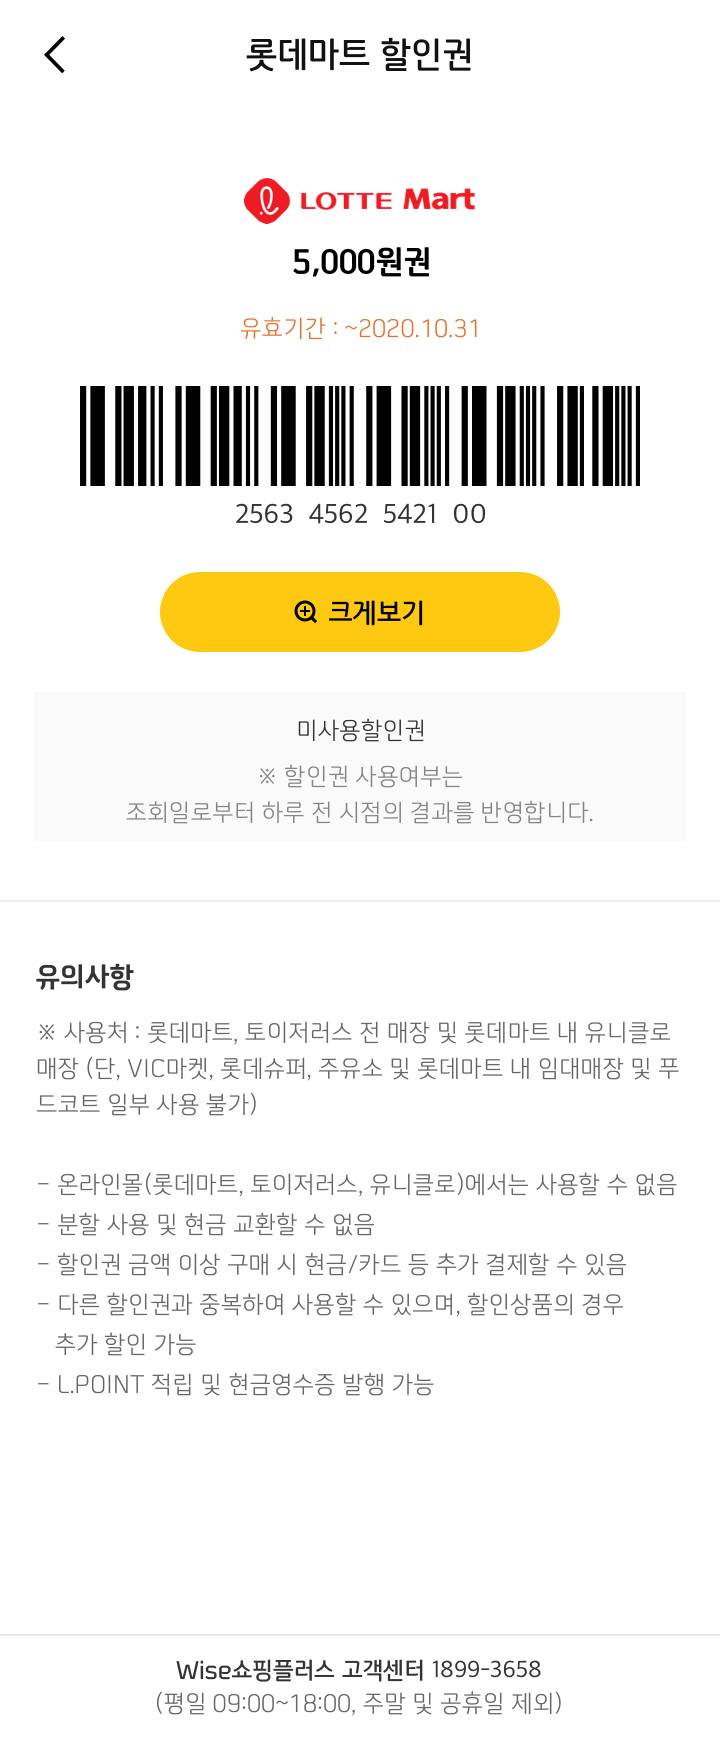 롯데마트 할인권
LOTTE Mart
5,000원권
유효기간 : ~2020.10.31
2563 4562 5421 00
크게보기
미사용할인권
※ 할인권 사용여부는
조회일로부터 하루 전 시점의 결과를 반영합니다.
유의사항
※ 사용처 : 롯데마트, 토이저러스 전 매장 및 롯데마트 내 유니클로
매장 (단, VIC마켓, 롯데슈퍼, 주유소 및 롯데마트 내 임대매장 및 푸
드코트 일부 사용 불가)
- 온라인몰(롯데마트, 토이저러스, 유니클로)에서는 사용할 수 없음
- 분할 사용 및 현금 교환할 수 없음
- 할인권 금액 이상 구매 시 현금/카드 등 추가 결제할 수 있음
- 다른 할인권과 중복하여 사용할 수 있으며, 할인상품의 경우
추가 할인 가능
- L.POINT 적립 및 현금영수증 발행 가능
Wise쇼핑플러스 고객센터 1899-3658
(평일 09:00~18:00, 주말 및 공휴일 제외)